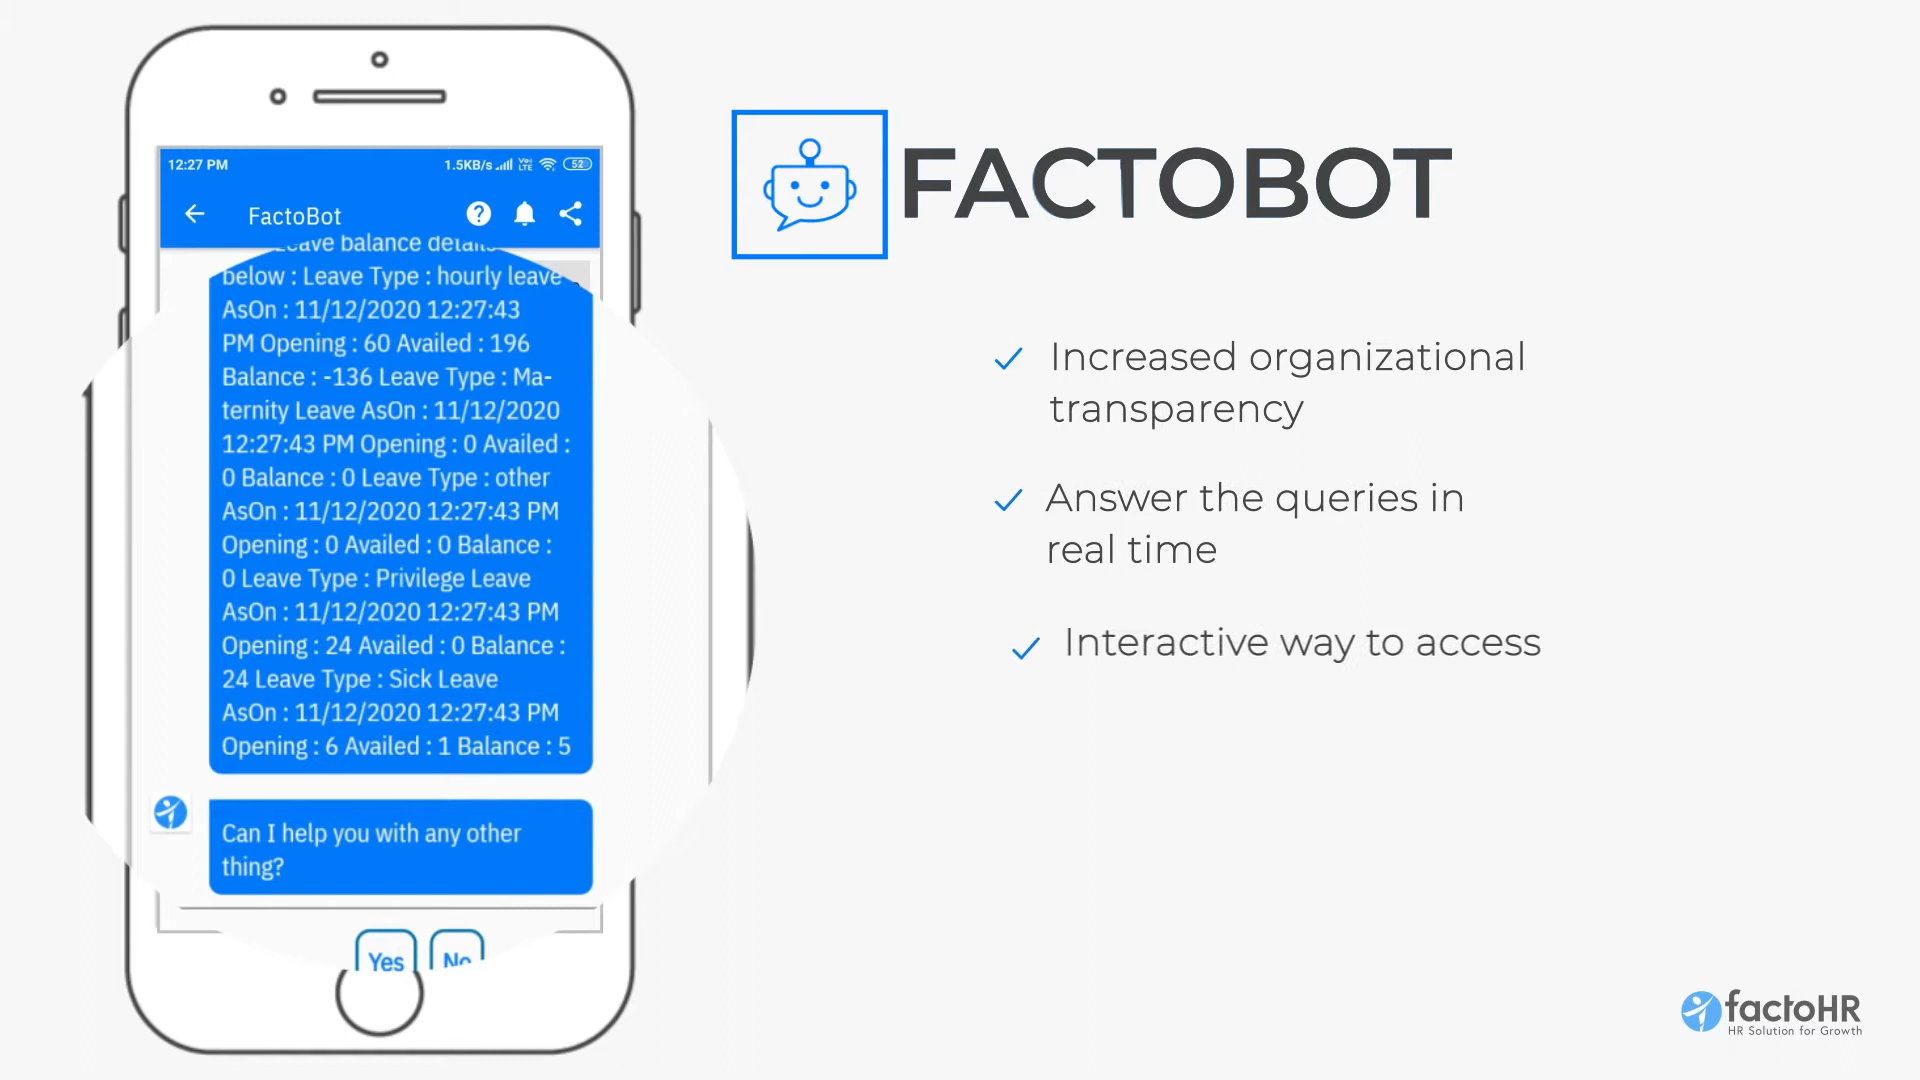 12:27 PM
1.5KB/s VoLTE 52
FactoBot
Leave balance details
below : Leave Type : hourly leave
AsOn : 11/12/2020 12:27:43
PM Opening : 60 Availed : 196
Balance : -136 Leave Type : Ma-
ternity Leave AsOn : 11/12/2020
12:27:43 PM Opening : 0 Availed :
0 Balance : 0 Leave Type : other
AsOn : 11/12/2020 12:27:43 PM
Opening : 0 Availed : 0 Balance :
0 Leave Type : Privilege Leave
AsOn : 11/12/2020 12:27:43 PM
Opening : 24 Availed : 0 Balance :
24 Leave Type : Sick Leave
AsOn : 11/12/2020 12:27:43 PM
Opening : 6 Availed : 1 Balance : 5
Can I help you with any other
thing?
Yes No
FACTOBOT
Increased organizational
transparency
Answer the queries in
real time
Interactive way to access
factoHR
HR Solution for Growth